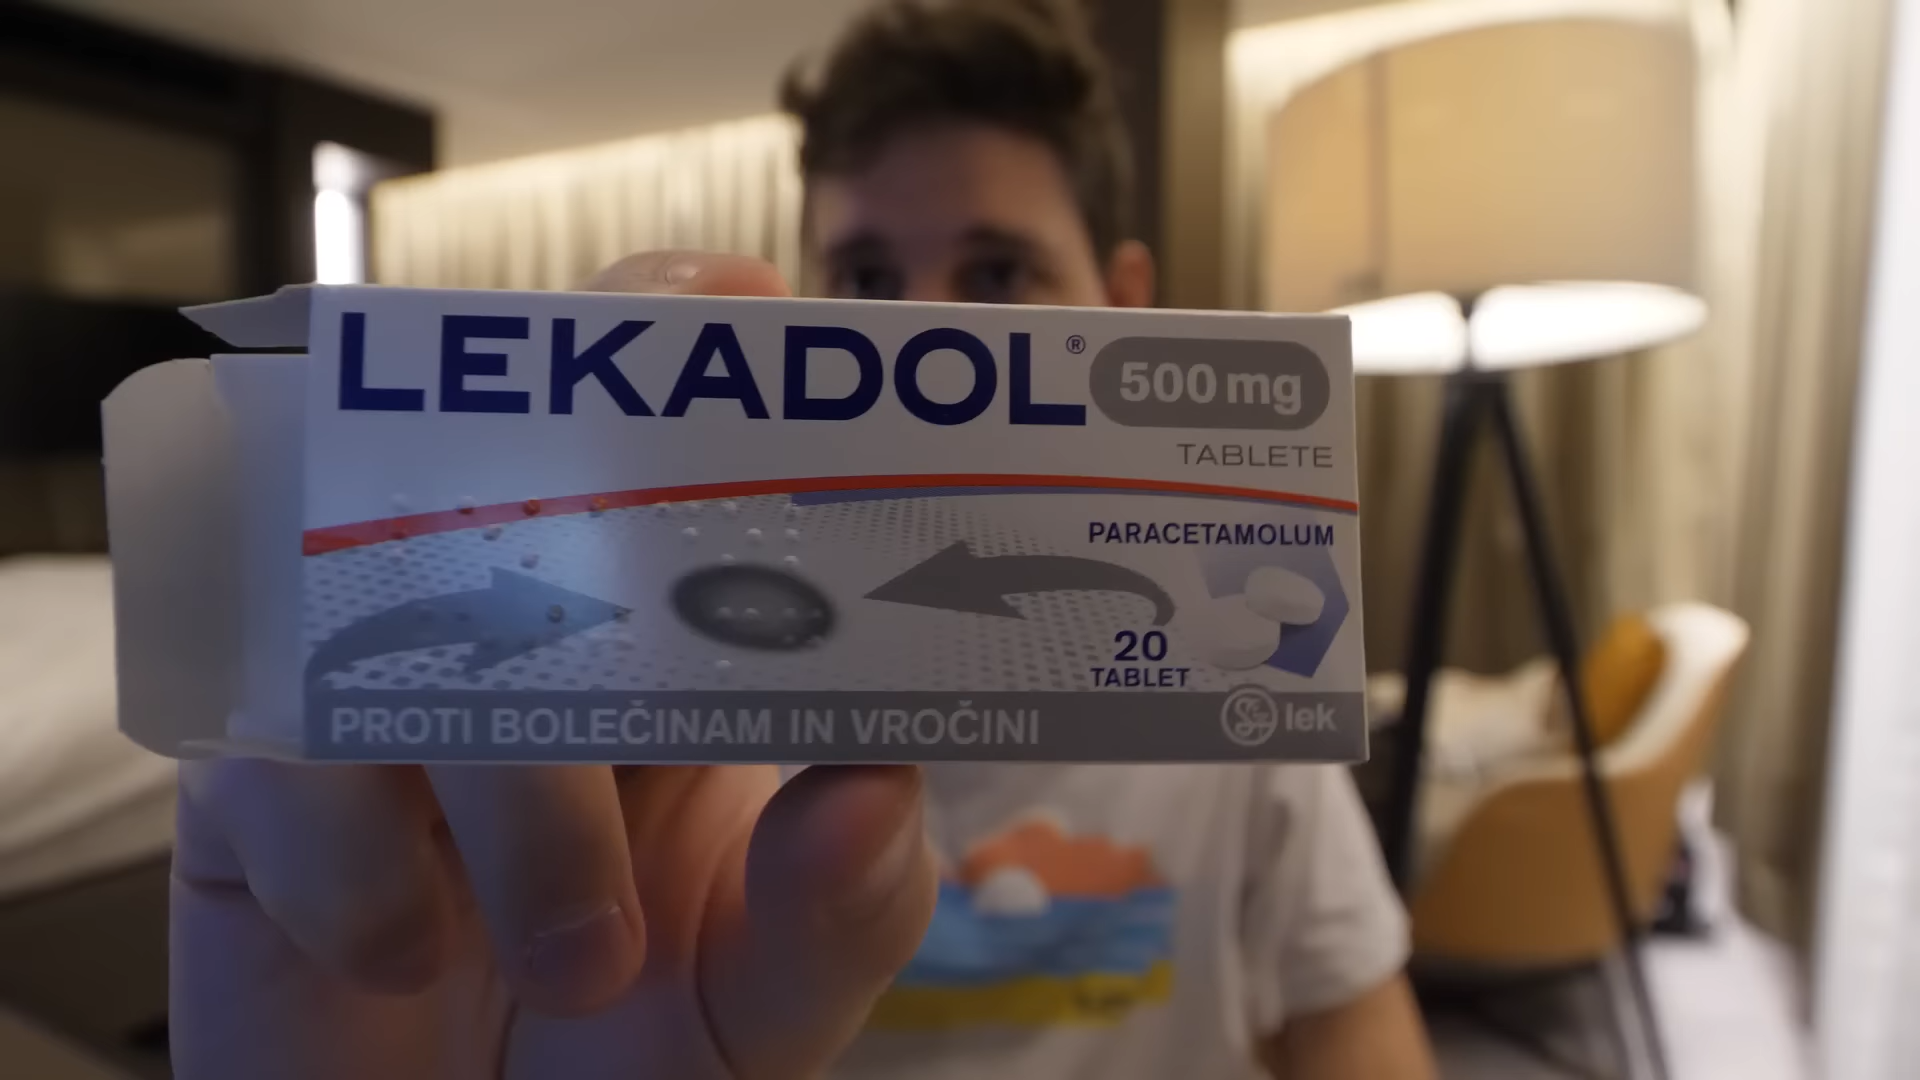 LEKADOL® 500 mg
TABLETE
PARACETAMOLUM
20
TABLET
PROTI BOLEČINAM IN VROČINI
lek